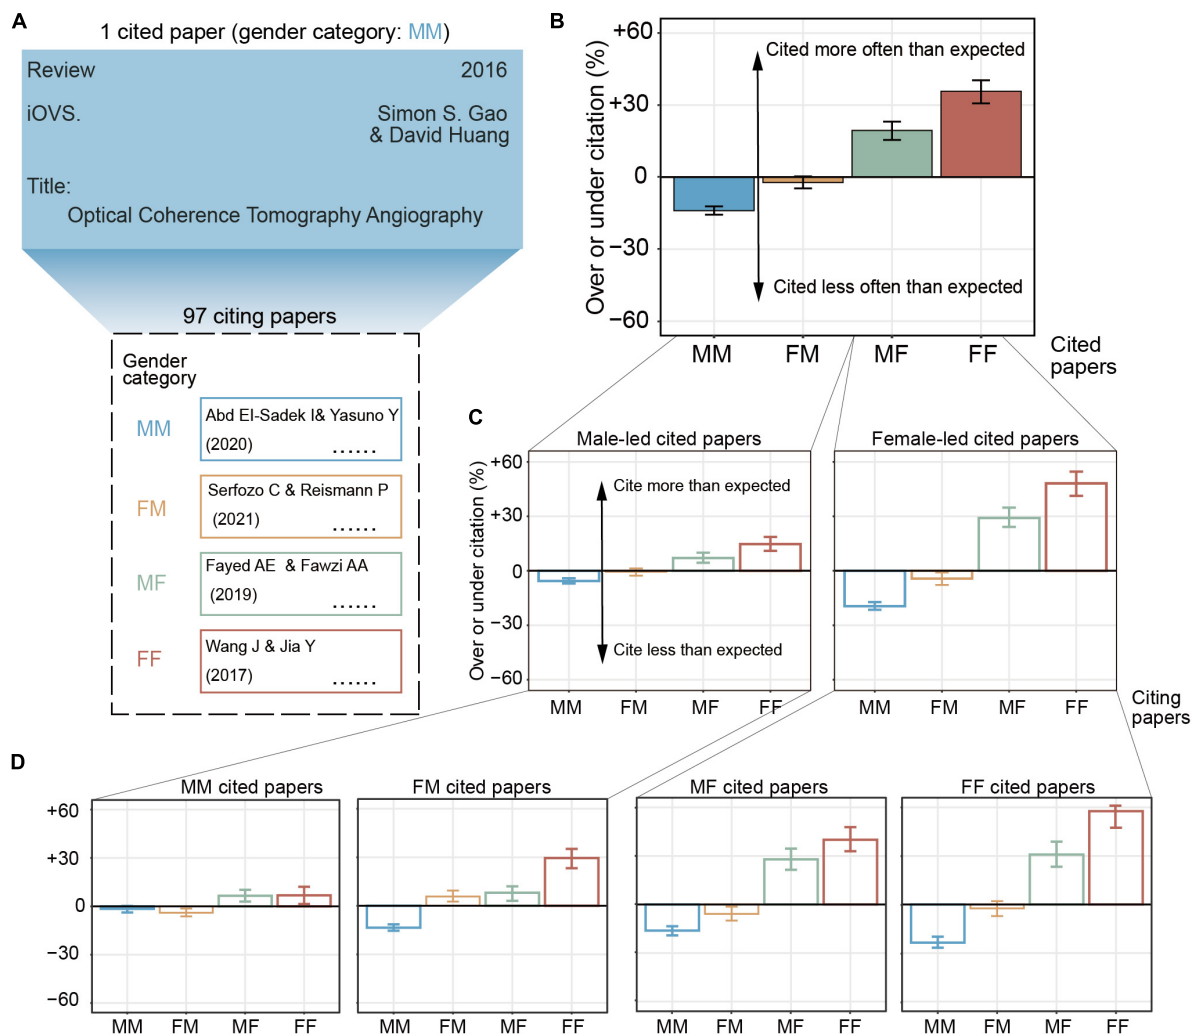 A
1 cited paper (gender category: MM)
Review 2016
iOVS. Simon S. Gao
& David Huang
Title:
Optical Coherence Tomography Angiography
97 citing papers
Gender
category
MM
Abd El-Sadek I& Yasuno Y
(2020) ......
FM
Serfozo C & Reismann P
(2021) ......
MF
Fayed AE & Fawzi AA
(2019) ......
FF
Wang J & Jia Y
(2017) ......
B
Over or under citation (%)
+60
+30
0
−30
−60
Cited more often than expected
Cited less often than expected
MM FM MF FF
Cited
papers
C
Male-led cited papers
Female-led cited papers
Over or under citation (%)
+60
+30
0
−30
−60
Cite more than expected
Cite less than expected
MM FM MF FF
MM FM MF FF
Citing
papers
D
MM cited papers
FM cited papers
MF cited papers
FF cited papers
+60
+30
0
−30
−60
MM FM MF FF
MM FM MF FF
MM FM MF FF
MM FM MF FF